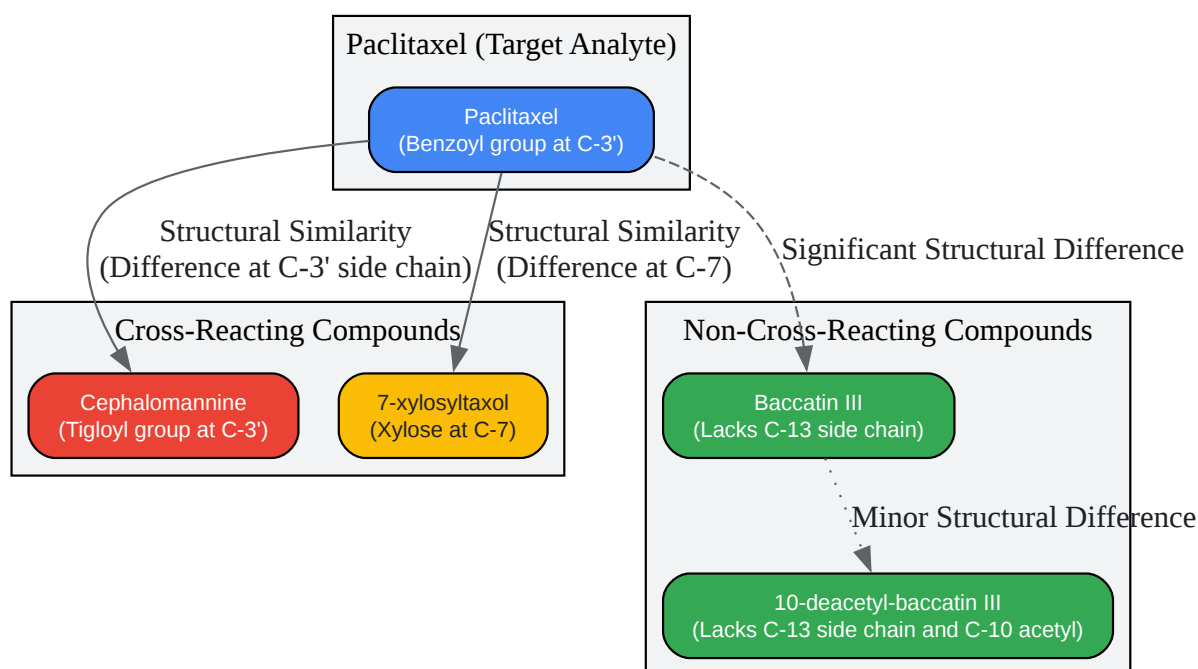 Paclitaxel (Target Analyte)
Paclitaxel
(Benzoyl group at C-3')
Structural Similarity
(Difference at C-3' side chain)
Structural Similarity
(Difference at C-7)
Significant Structural Difference
Cross-Reacting Compounds
Cephalomannine
(Tigloyl group at C-3')
7-xylosyltaxol
(Xylose at C-7)
Non-Cross-Reacting Compounds
Baccatin III
(Lacks C-13 side chain)
Minor Structural Difference
10-deacetyl-baccatin III
(Lacks C-13 side chain and C-10 acetyl)